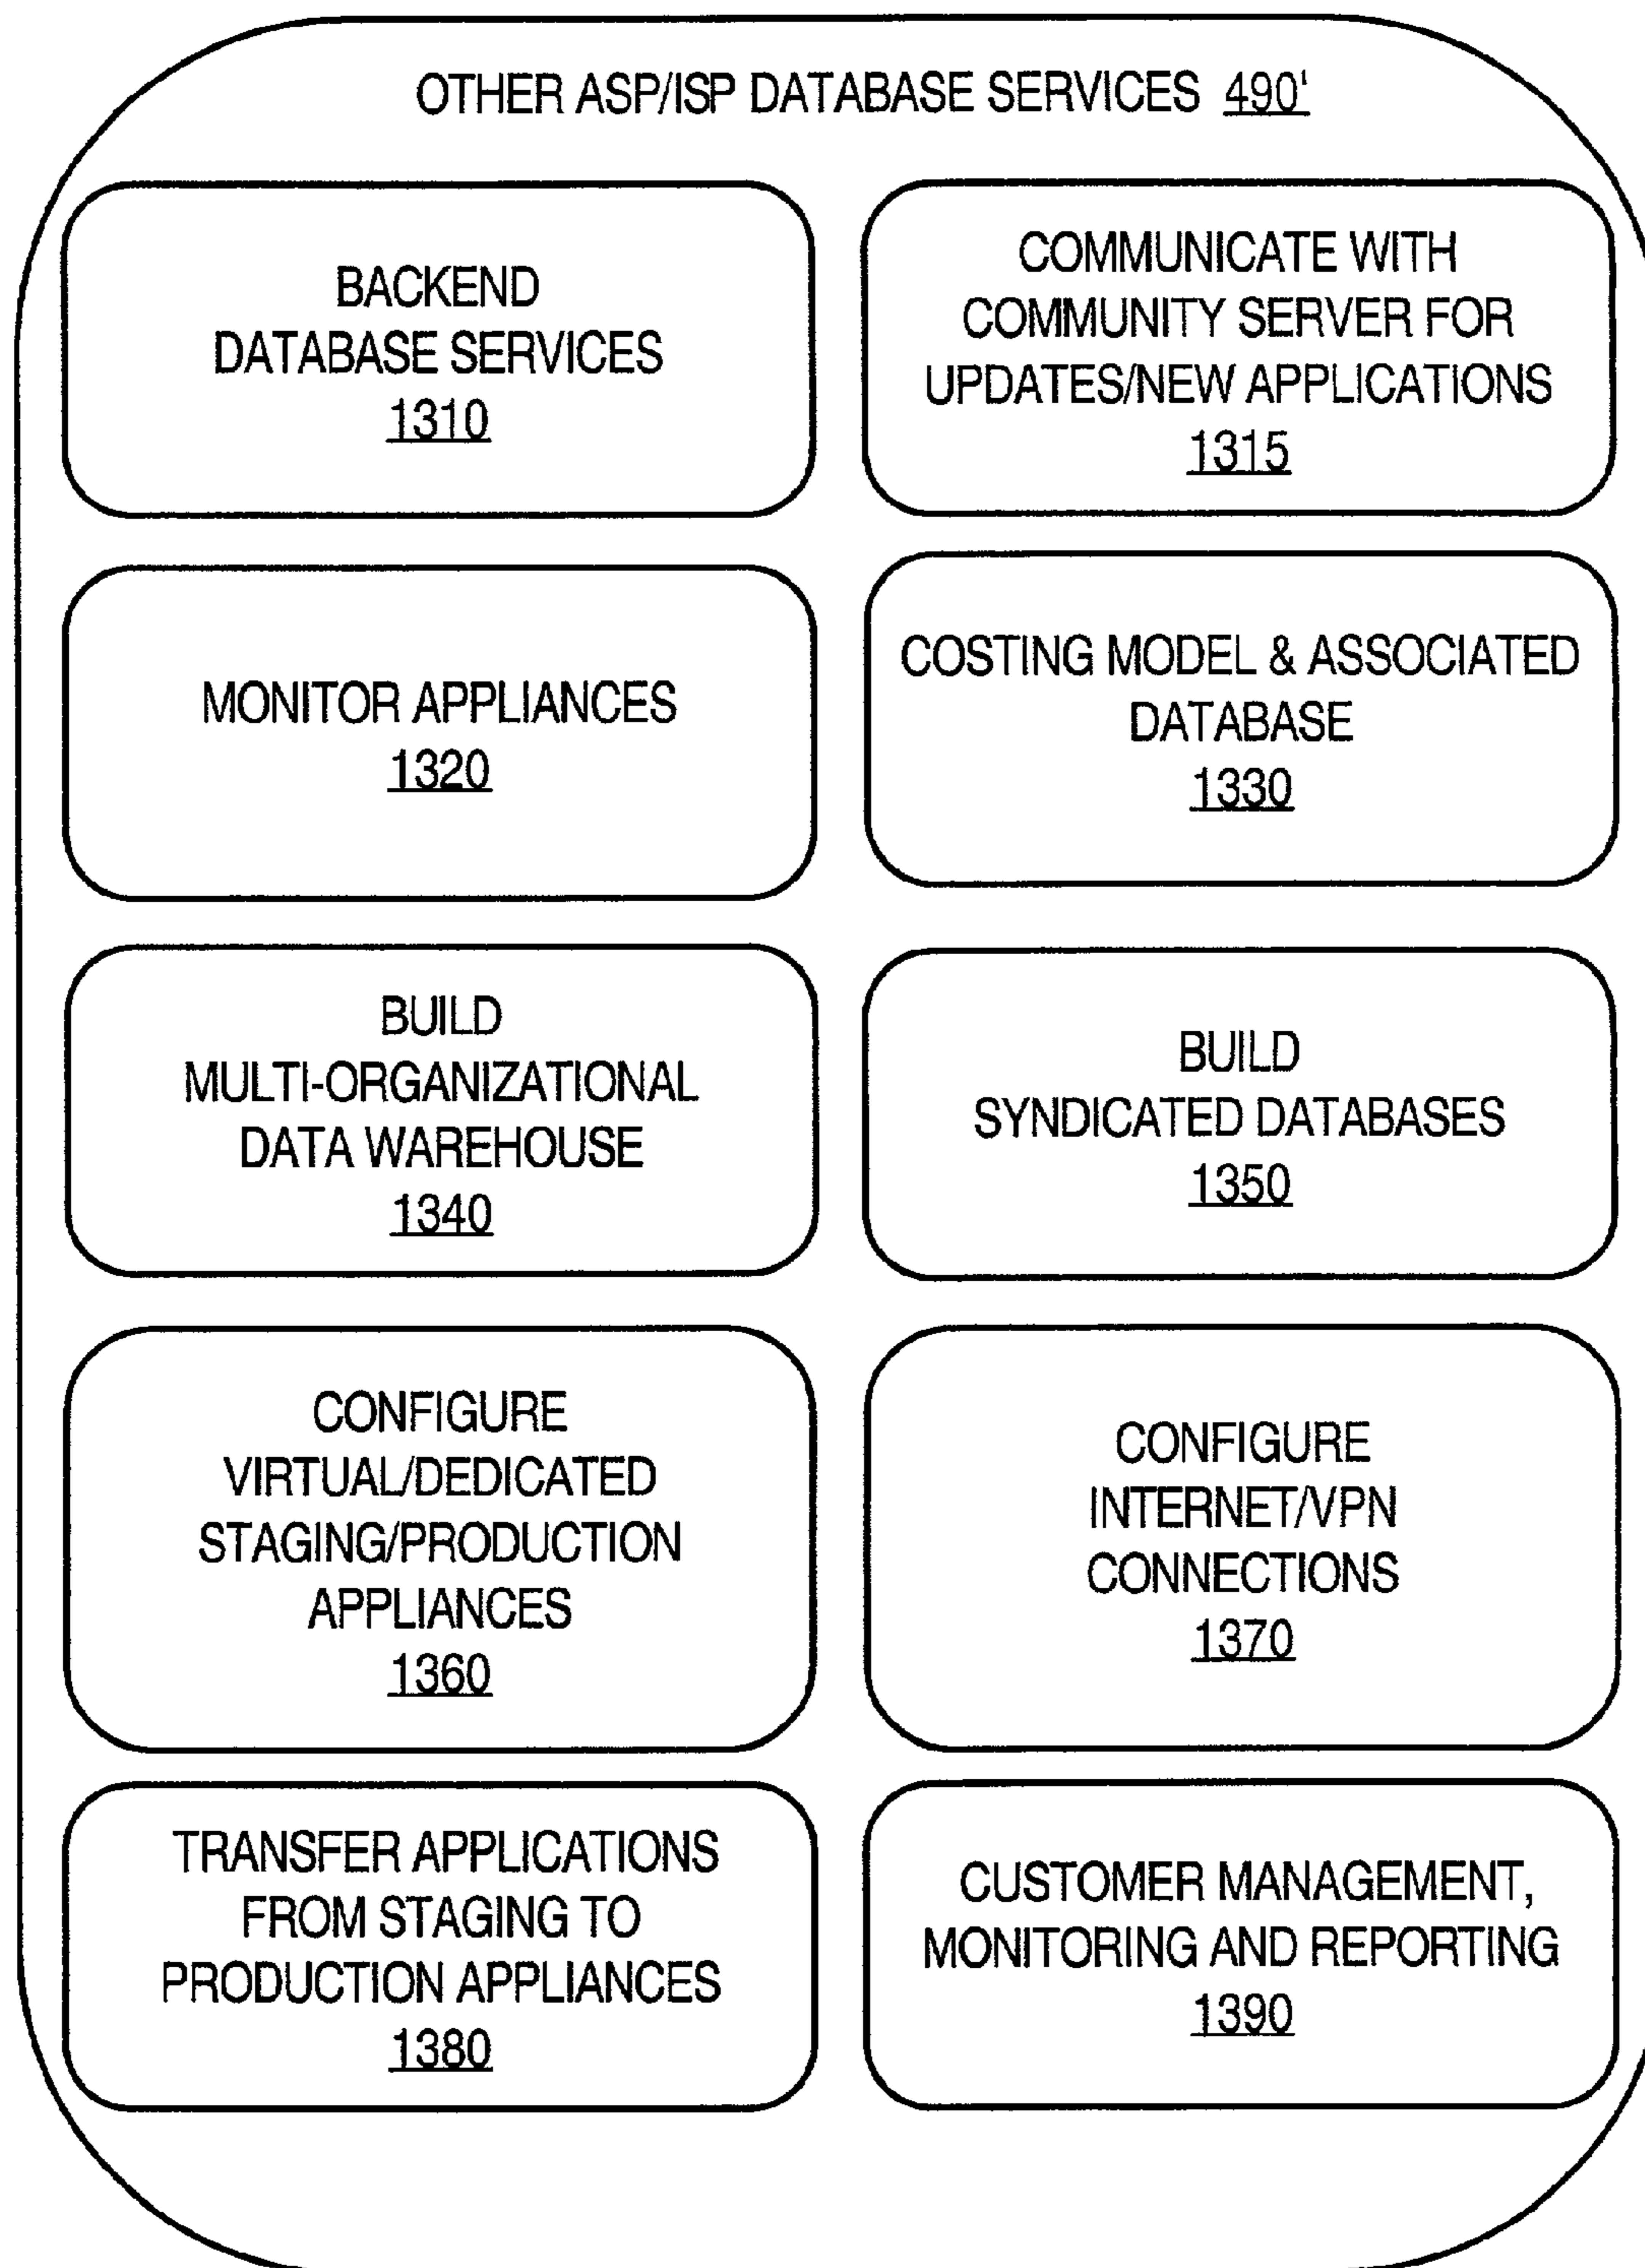 OTHER ASP/ISP DATABASE SERVICES 490'
BACKEND
DATABASE SERVICES
1310
COMMUNICATE WITH
COMMUNITY SERVER FOR
UPDATES/NEW APPLICATIONS
1315
MONITOR APPLIANCES
1320
COSTING MODEL & ASSOCIATED
DATABASE
1330
BUILD
MULTI-ORGANIZATIONAL
DATA WAREHOUSE
1340
BUILD
SYNDICATED DATABASES
1350
CONFIGURE
VIRTUAL/DEDICATED
STAGING/PRODUCTION
APPLIANCES
1360
CONFIGURE
INTERNET/VPN
CONNECTIONS
1370
TRANSFER APPLICATIONS
FROM STAGING TO
PRODUCTION APPLIANCES
1380
CUSTOMER MANAGEMENT,
MONITORING AND REPORTING
1390